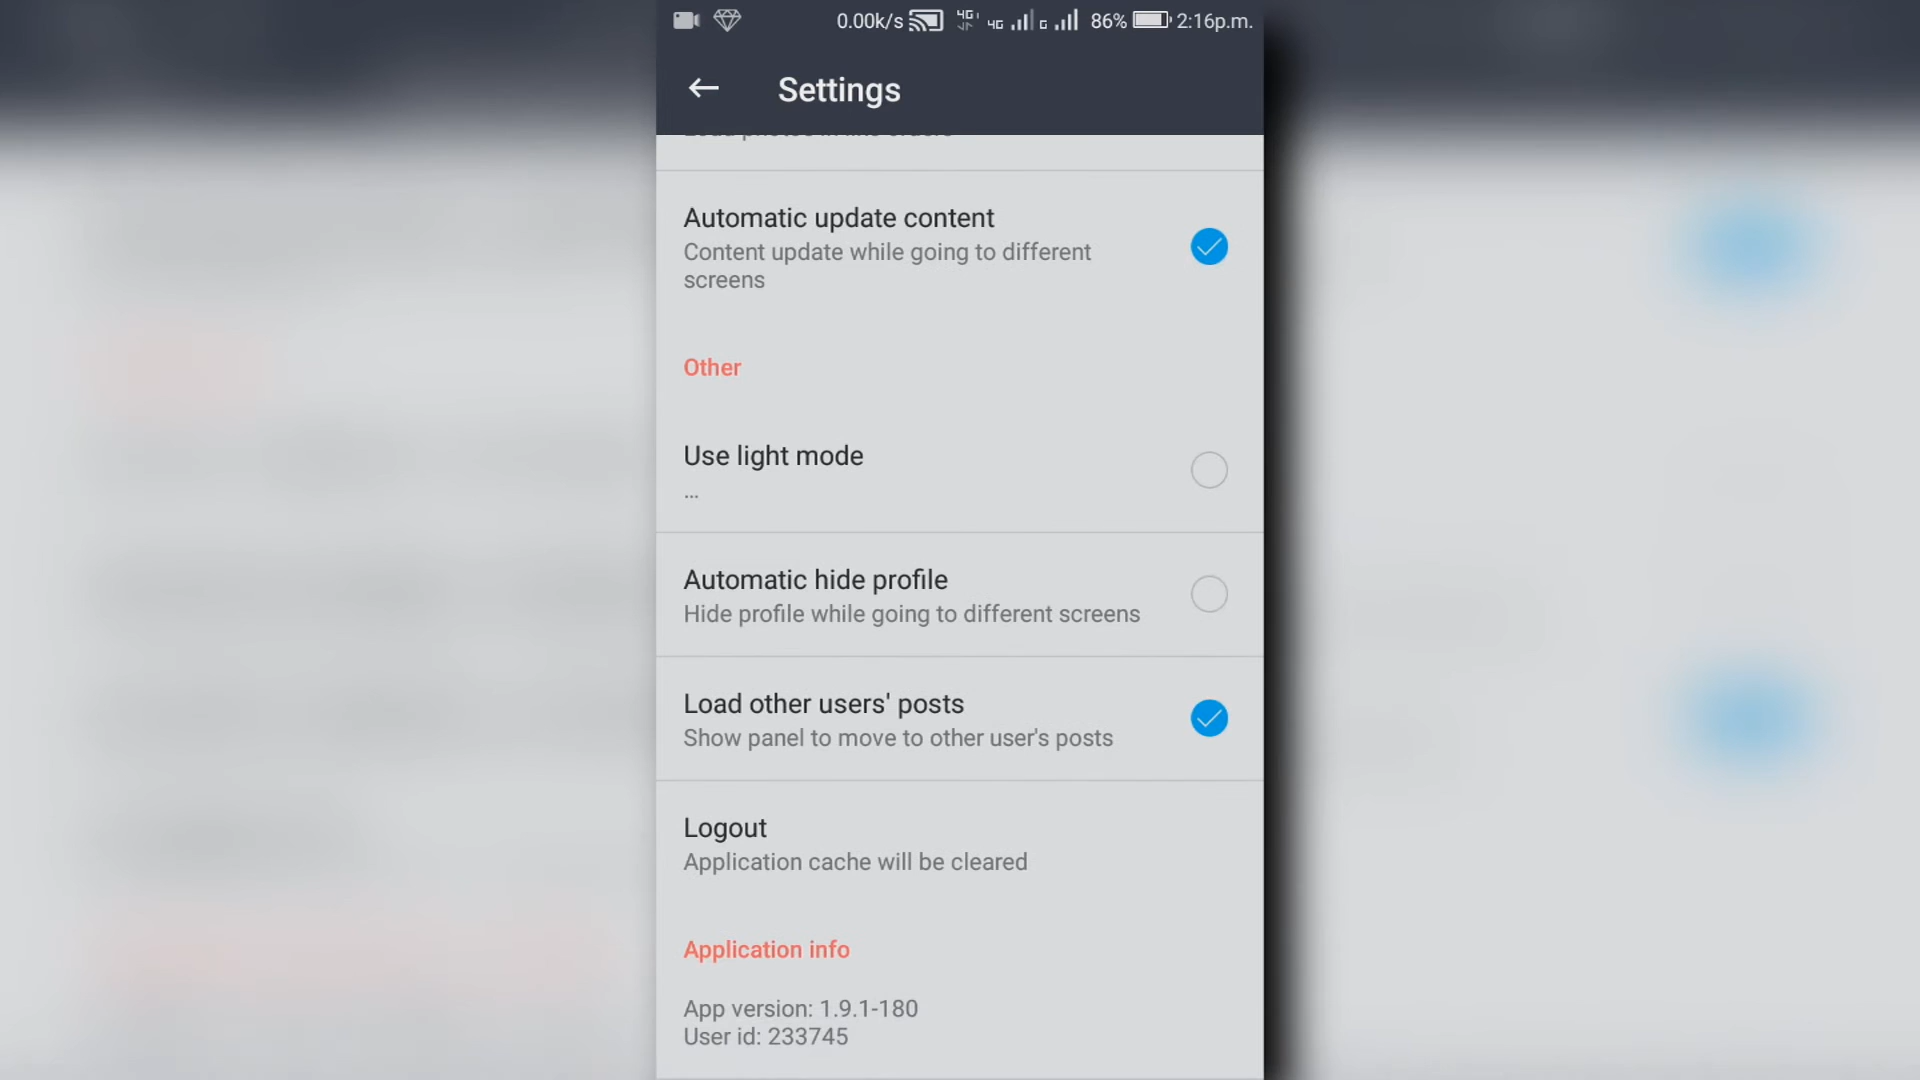 0.00k/s 4G 4G G 86% 2:16p.m.
Settings
Automatic update content
Content update while going to different
screens
Other
Use light mode
...
Automatic hide profile
Hide profile while going to different screens
Load other users' posts
Show panel to move to other user's posts
Logout
Application cache will be cleared
Application info
App version: 1.9.1-180
User id: 233745